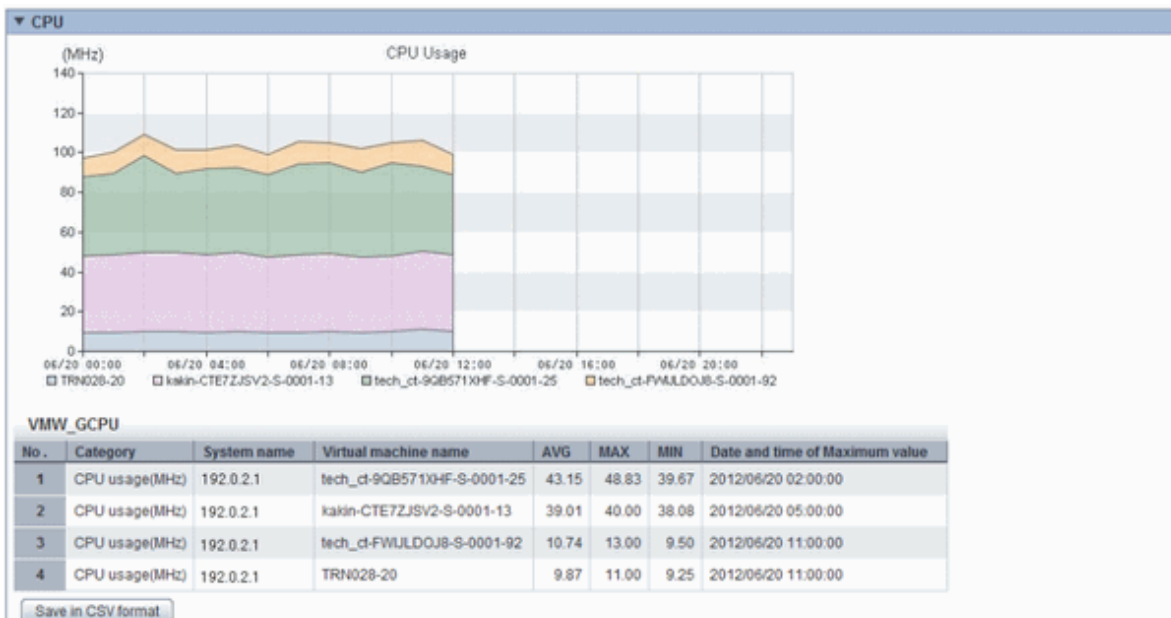 ▼ CPU
(MHz) CPU Usage
140
120
100
80
60
40
20
0
06/20 00:00 06/20 04:00 06/20 08:00 06/20 12:00 06/20 16:00 06/20 20:00
TRN028-20 kakin-CTE7ZJSV2-S-0001-13 tech_ct-9QB571XHF-S-0001-25 tech_ct-FWIJLDOJ8-S-0001-92
VMW_GCPU
No. Category System name Virtual machine name AVG MAX MIN Date and time of Maximum value
1 CPU usage(MHz) 192.0.2.1 tech_ct-9QB571XHF-S-0001-25 43.15 48.83 39.67 2012/06/20 02:00:00
2 CPU usage(MHz) 192.0.2.1 kakin-CTE7ZJSV2-S-0001-13 39.01 40.00 38.08 2012/06/20 05:00:00
3 CPU usage(MHz) 192.0.2.1 tech_ct-FWIJLDOJ8-S-0001-92 10.74 13.00 9.50 2012/06/20 11:00:00
4 CPU usage(MHz) 192.0.2.1 TRN028-20 9.87 11.00 9.25 2012/06/20 11:00:00
Save in CSV format